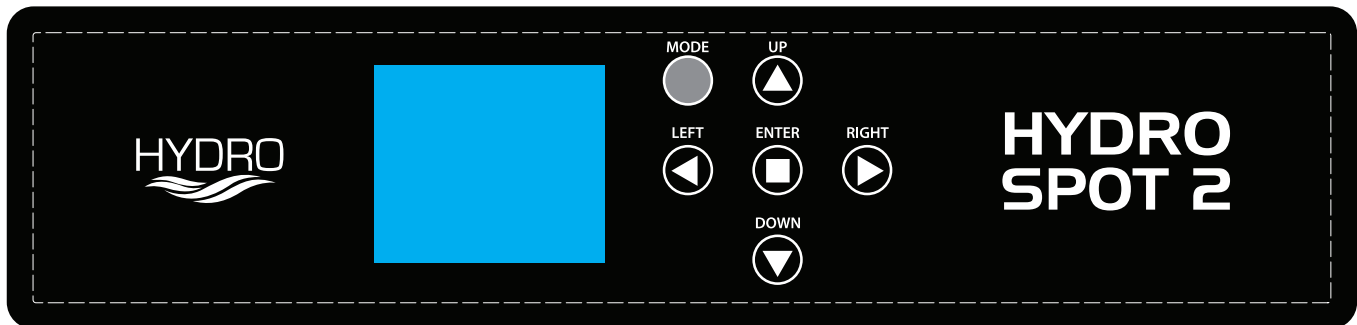 HYDRO
MODE UP
LEFT ENTER RIGHT
DOWN
HYDRO
SPOT 2